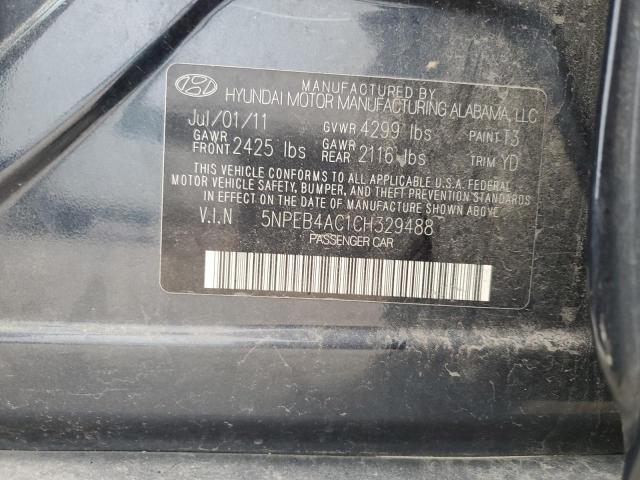 MANUFACTURED BY
HYUNDAI MOTOR MANUFACTURING ALABAMA, LLC
Jul/01/11 GVWR 4299 lbs PAINT T3
GAWR FRONT 2425 lbs GAWR REAR 2116 lbs TRIM YD
THIS VEHICLE CONFORMS TO ALL APPLICABLE U.S.A. FEDERAL
MOTOR VEHICLE SAFETY, BUMPER, AND THEFT PREVENTION STANDARDS
IN EFFECT ON THE DATE OF MANUFACTURE SHOWN ABOVE.
V.I.N 5NPEB4AC1CH329488
PASSENGER CAR